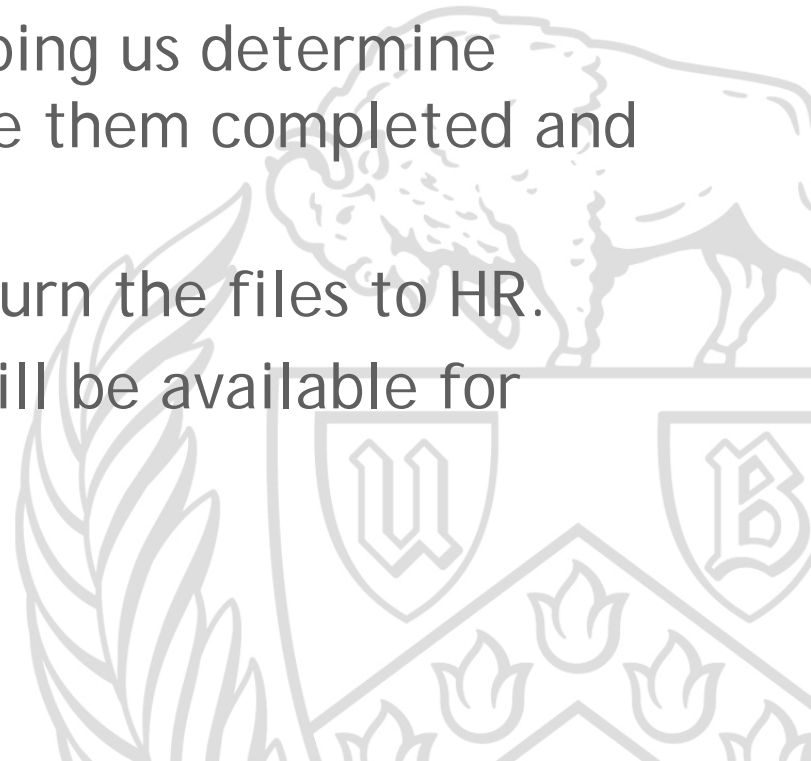 ping us determine
e them completed and
urn the files to HR.
ill be available for
U B